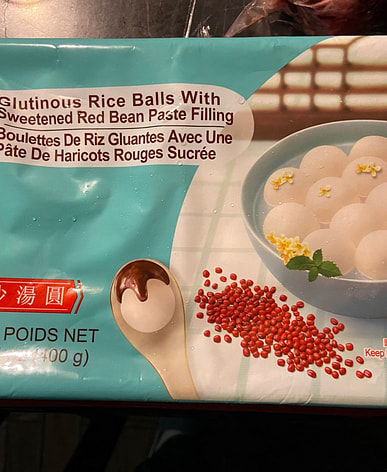 Glutinous Rice Balls With
Sweetened Red Bean Paste Filling
Boulettes De Riz Gluantes Avec Une
Pâte De Haricots Rouges Sucrée
湯圓
POIDS NET
400 g)
Keep